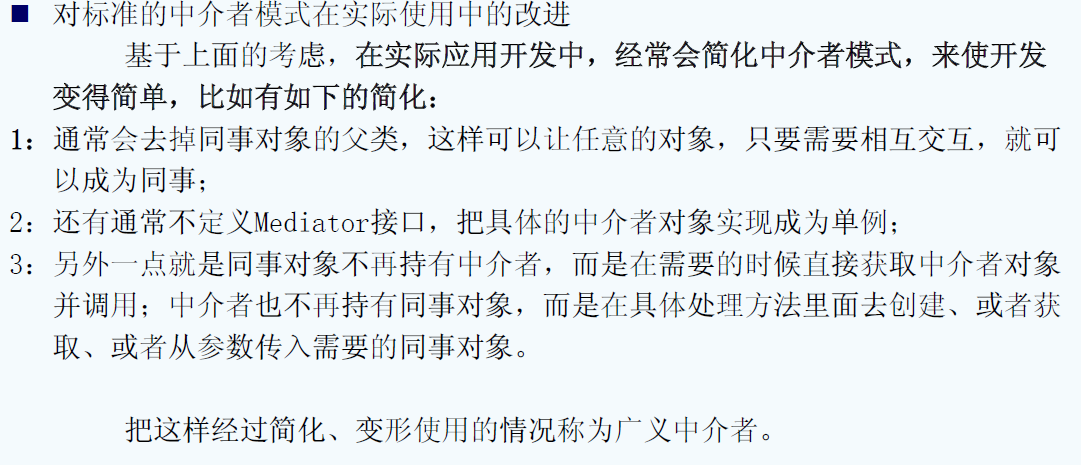 ■ 对标准的中介者模式在实际使用中的改进
基于上面的考虑，在实际应用开发中，经常会简化中介者模式，来使开发
变得简单，比如有如下的简化：
1：通常会去掉同事对象的父类，这样可以让任意的对象，只要需要相互交互，就可
以成为同事；
2：还有通常不定义Mediator接口，把具体的中介者对象实现成为单例；
3：另外一点就是同事对象不再持有中介者，而是在需要的时候直接获取中介者对象
并调用；中介者也不再持有同事对象，而是在具体处理方法里面去创建、或者获
取、或者从参数传入需要的同事对象。
把这样经过简化、变形使用的情况称为广义中介者。